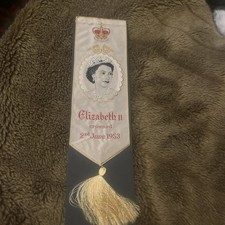 Elizabeth II
2nd June 1953